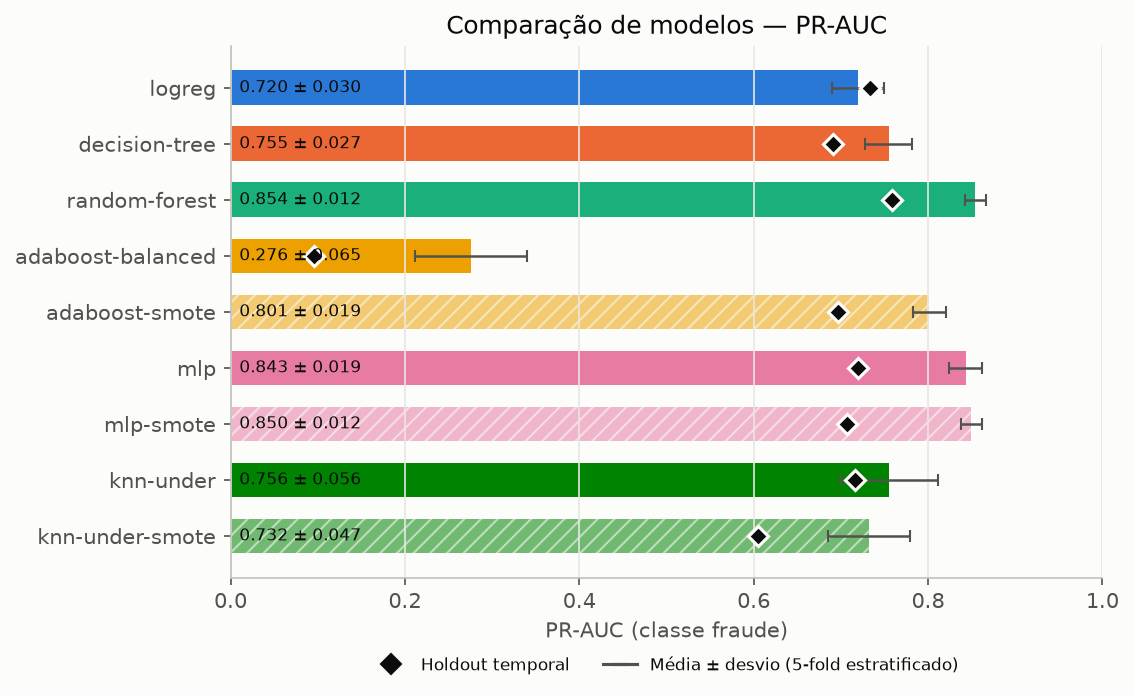 Comparação de modelos — PR-AUC
logreg
0.720 ± 0.030
decision-tree
0.755 ± 0.027
random-forest
0.854 ± 0.012
adaboost-balanced
0.276 ± 0.065
adaboost-smote
0.801 ± 0.019
mlp
0.843 ± 0.019
mlp-smote
0.850 ± 0.012
knn-under
0.756 ± 0.056
knn-under-smote
0.732 ± 0.047
0.0 0.2 0.4 0.6 0.8 1.0
PR-AUC (classe fraude)
Holdout temporal Média ± desvio (5-fold estratificado)